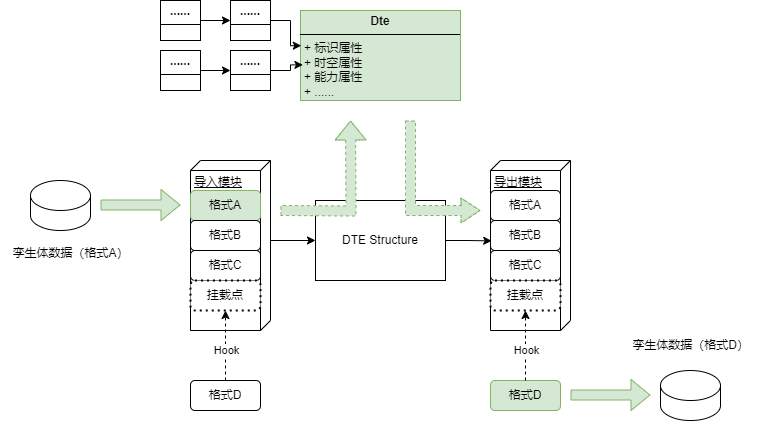 ......
......
Dte
+ 标识属性
+ 时空属性
+ 能力属性
+ ......
......
......
导入模块
格式A
格式B
格式C
挂载点
Hook
格式D
孪生体数据（格式A）
DTE Structure
导出模块
格式A
格式B
格式C
挂载点
Hook
格式D
孪生体数据（格式D）